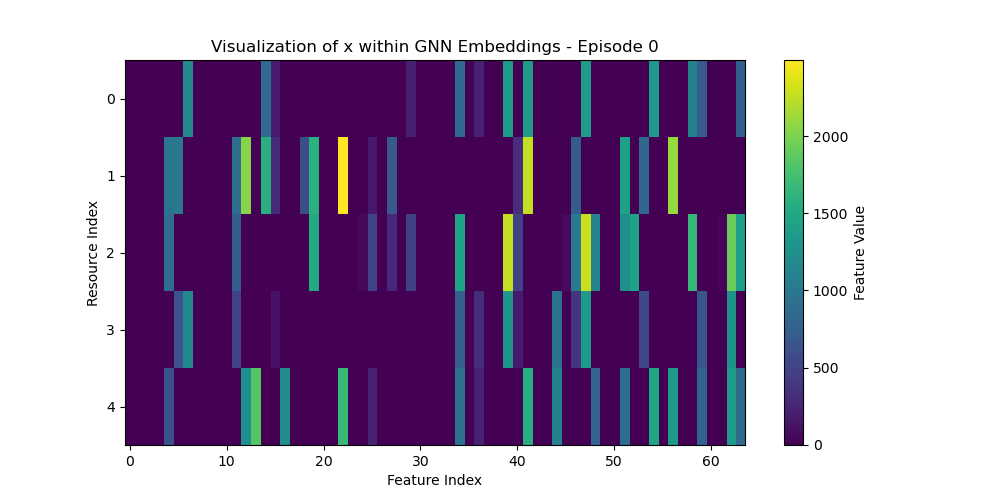 Visualization of x within GNN Embeddings - Episode 0
Resource Index
0
1
2
3
4
0 10 20 30 40 50 60
Feature Index
2000
1500
1000
500
0
Feature Value